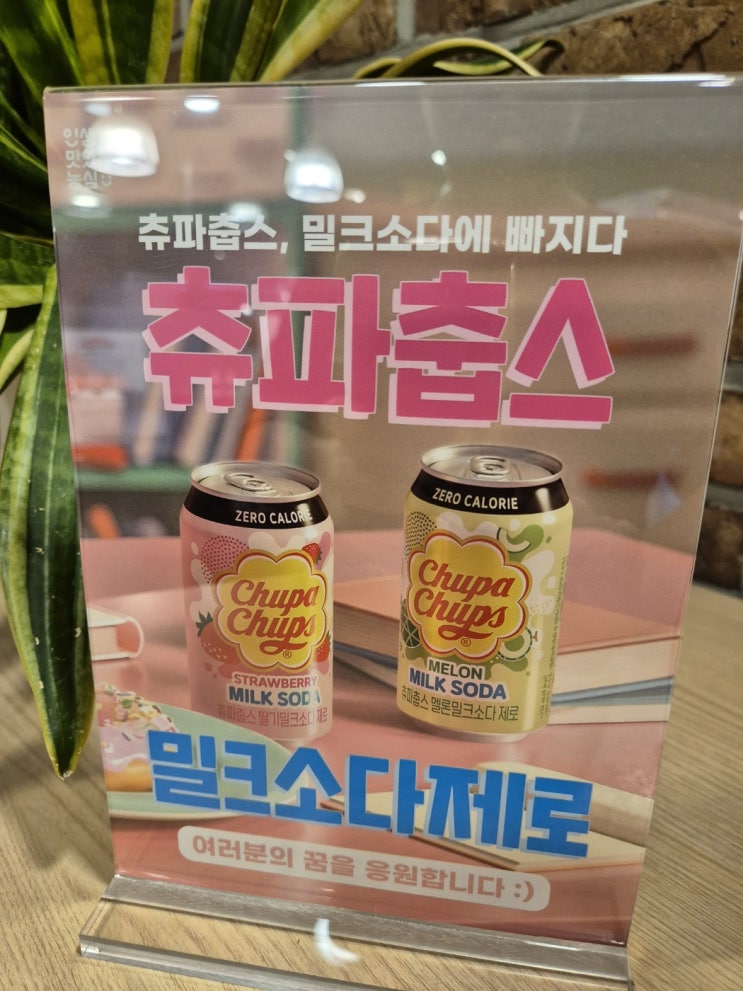 츄파춥스, 밀크소다에 빠지다
츄파춥스
ZERO CALORIE
Chupa
Chups
®
STRAWBERRY
MILK SODA
츄파춥스 딸기밀크소다 제로
ZERO CALORIE
Chupa
Chups
®
MELON
MILK SODA
츄파춥스 멜론밀크소다 제로
밀크소다제로
여러분의 꿈을 응원합니다 :)